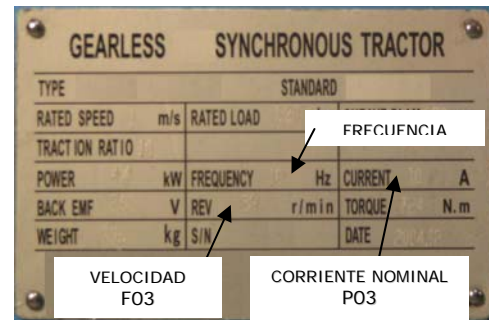 GEARLESS SYNCHRONOUS TRACTOR
TYPE STANDARD
RATED SPEED m/s RATED LOAD
FRECUENCIA
TRACTION RATIO
POWER kW FREQUENCY Hz CURRENT A
BACK EMF V REV r/min TORQUE N.m
WEIGHT kg S/N DATE
VELOCIDAD
F03
CORRIENTE NOMINAL
P03